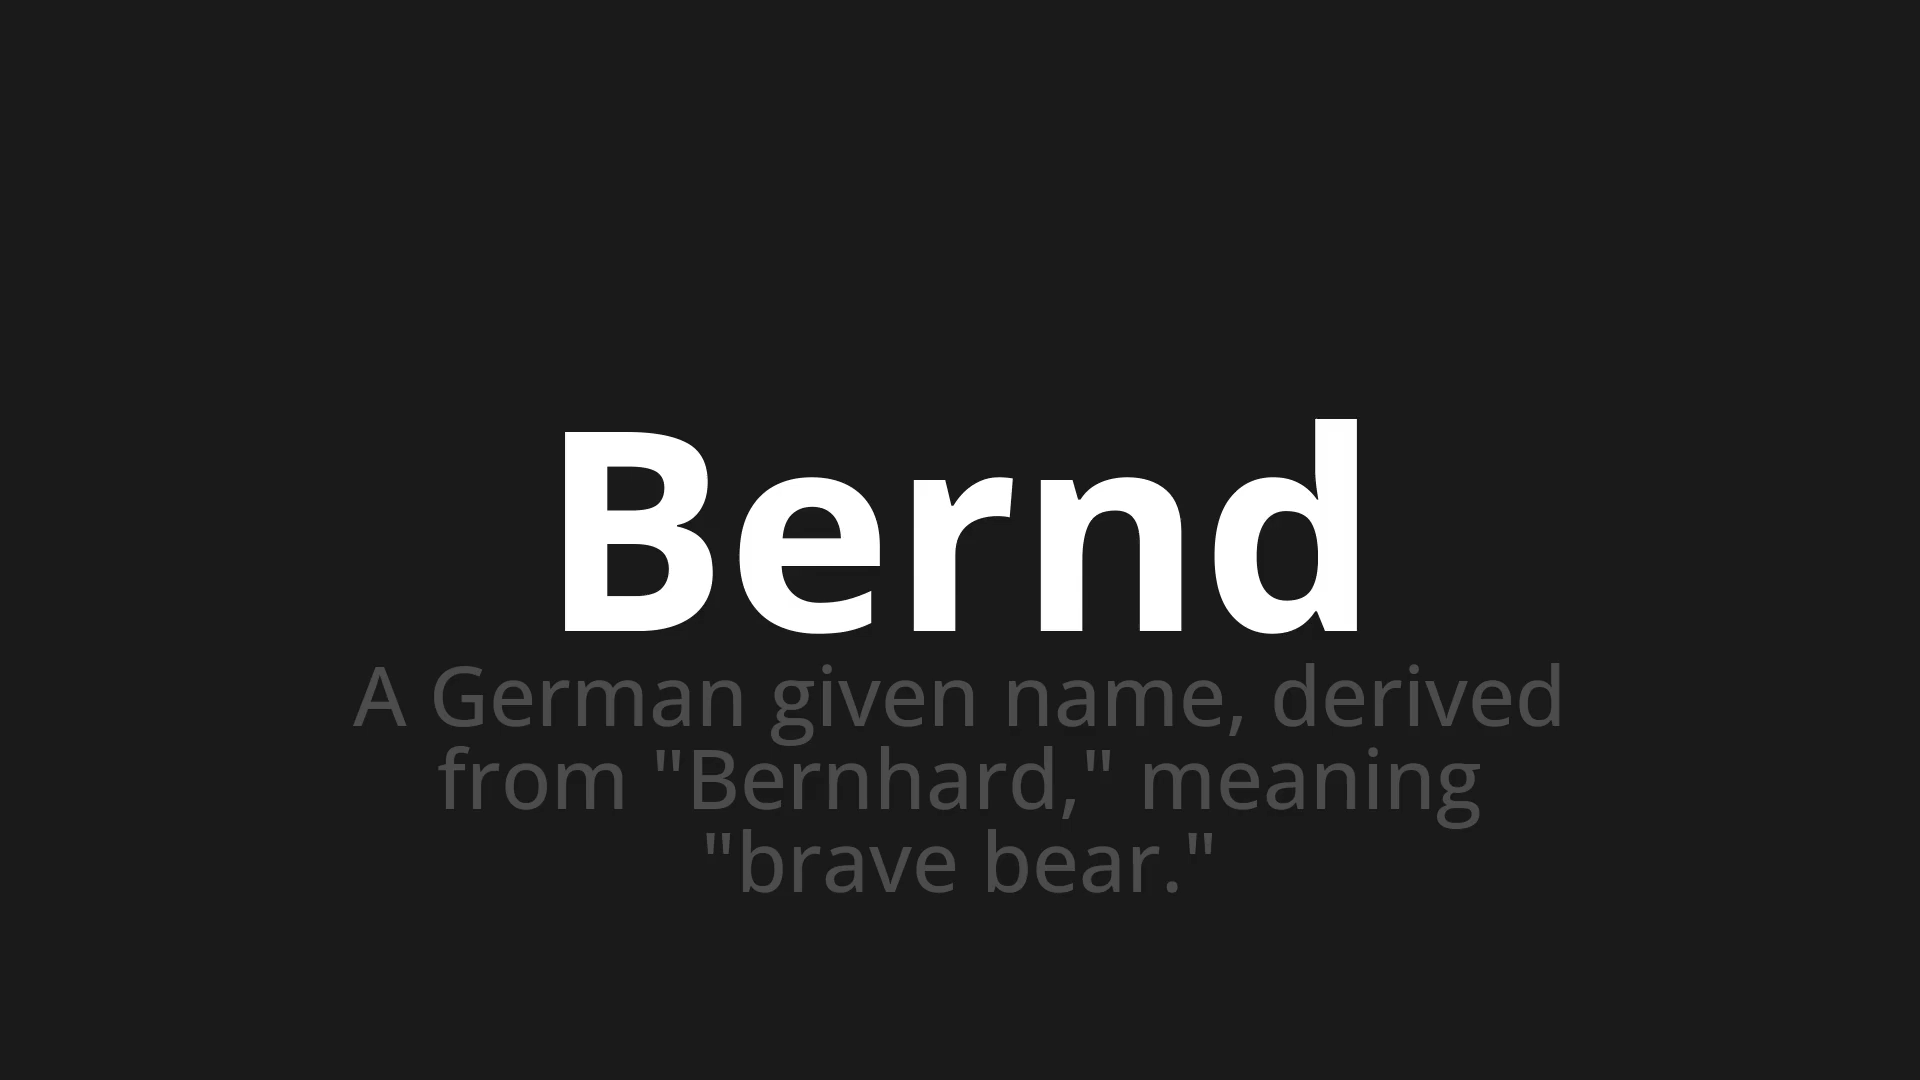 Bernd
A German given name, derived
from "Bernhard," meaning
"brave bear."